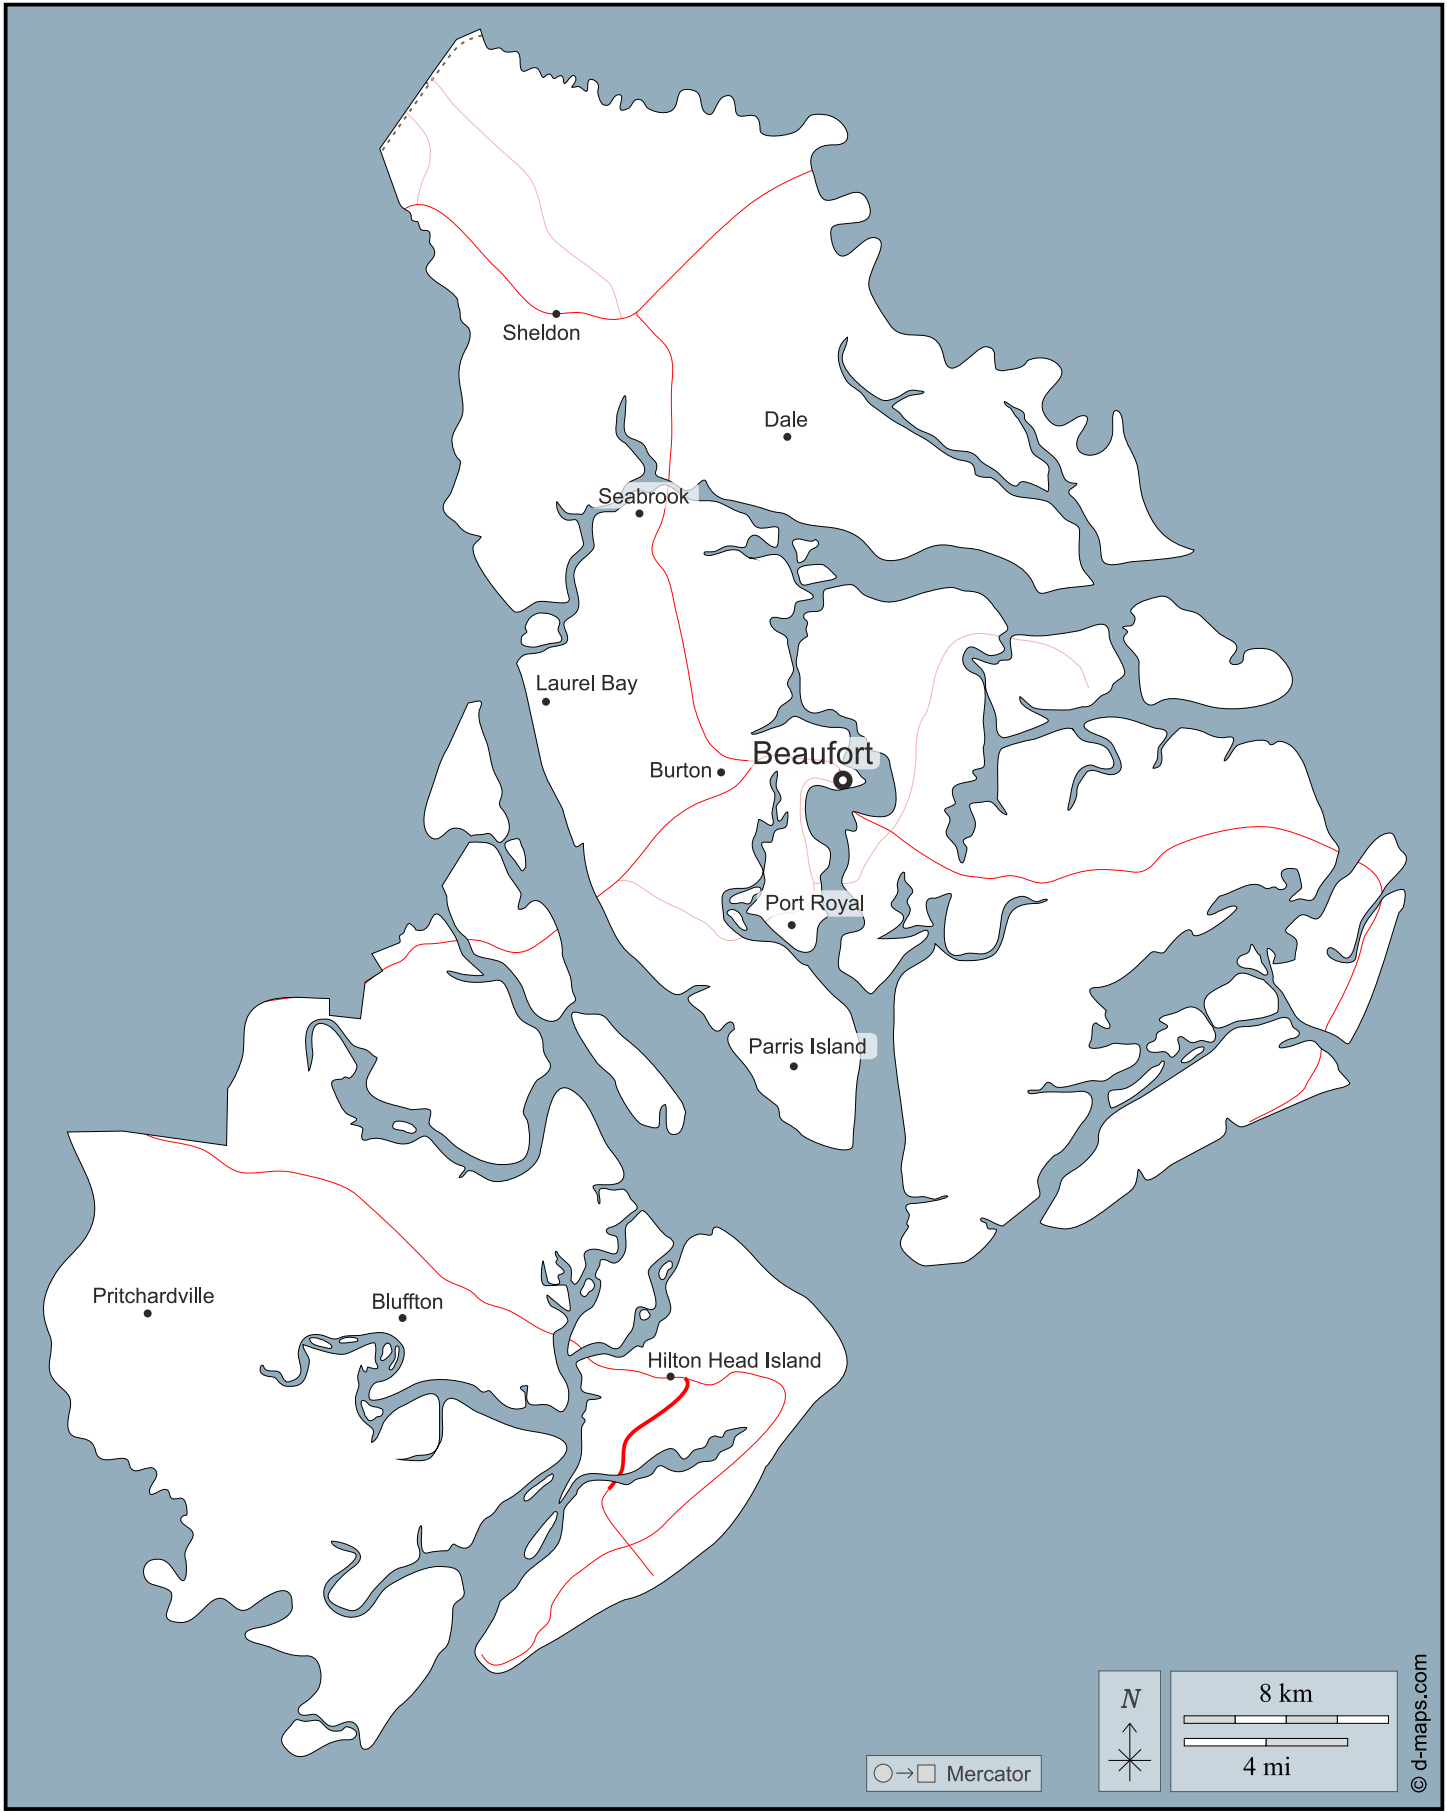 Sheldon
Dale
Seabrook
Laurel Bay
Beaufort
Burton
Port Royal
Parris Island
Pritchardville
Bluffton
Hilton Head Island
N
8 km
4 mi
Mercator
© d-maps.com